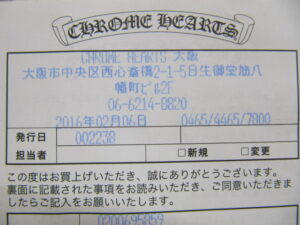 CHROME HEARTS
CHROME HEARTS 大阪
大阪市中央区西心斎橋2-1-5日生御堂筋八
幡町ビル2F
06-6214-8820
2016年02月06日 0465/4465/7800
発行日 002238
担当者 □新規 □変更
この度はお買上げいただき、誠にありがとうございます。
裏面に記載された事項をお読みいただき、ご同意いただきま
したらご記入をお願いいたします。
0200695859